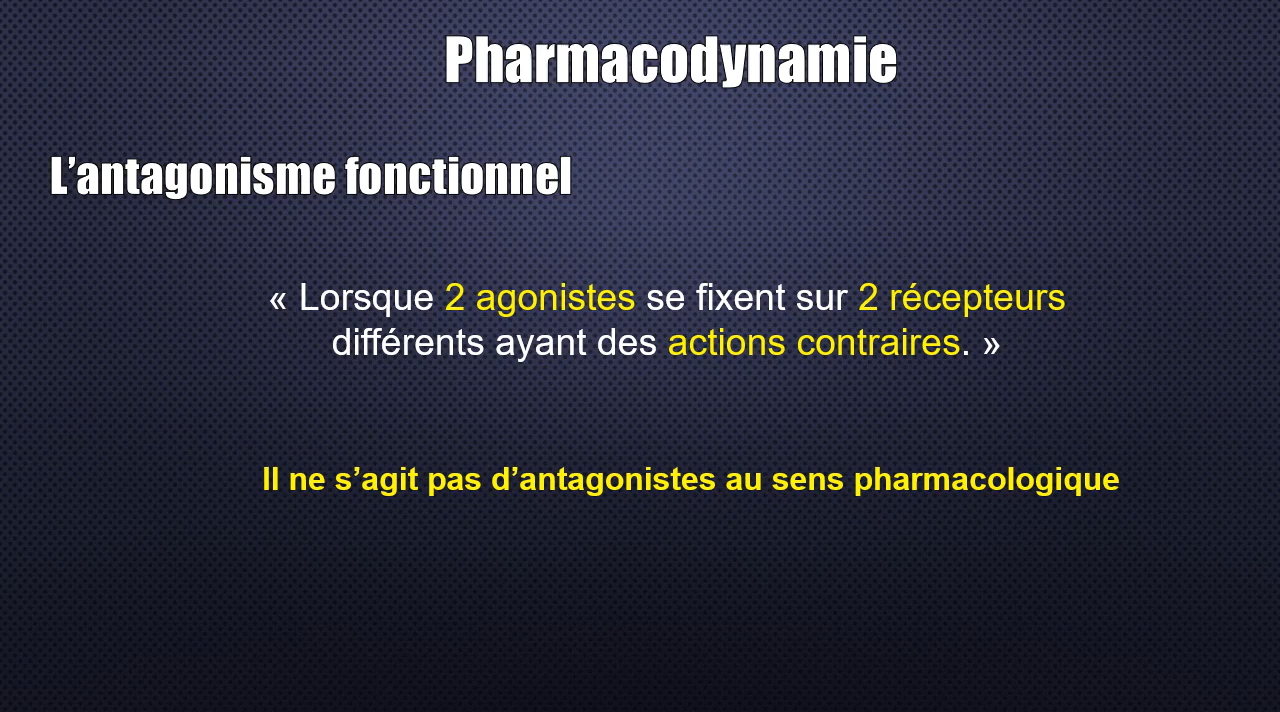 Pharmacodynamie
L’antagonisme fonctionnel
« Lorsque 2 agonistes se fixent sur 2 récepteurs
différents ayant des actions contraires. »
Il ne s’agit pas d’antagonistes au sens pharmacologique